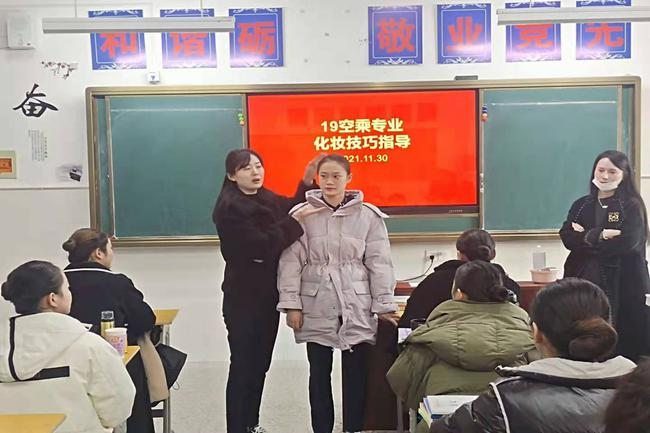 和 谐 砺 敬 业 竞 先
奋
19空乘专业
化妆技巧指导
2021.11.30